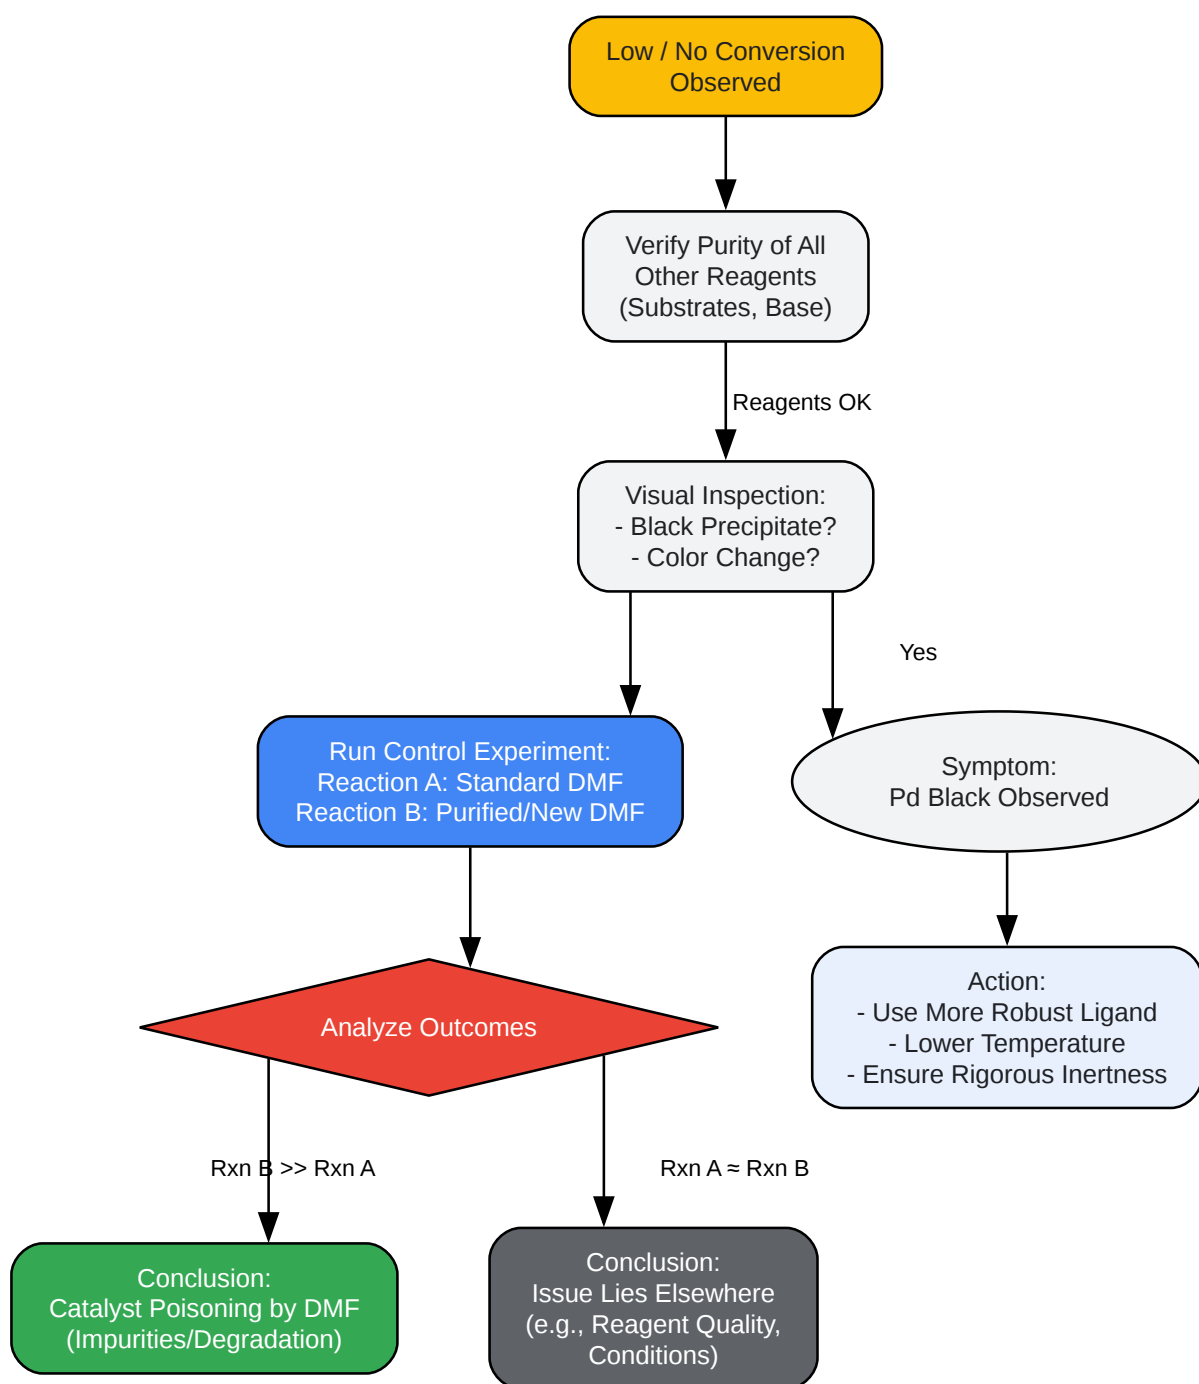 Low / No Conversion
Observed
Verify Purity of All
Other Reagents
(Substrates, Base)
Reagents OK
Visual Inspection:
- Black Precipitate?
- Color Change?
Yes
Run Control Experiment:
Reaction A: Standard DMF
Reaction B: Purified/New DMF
Symptom:
Pd Black Observed
Action:
- Use More Robust Ligand
- Lower Temperature
- Ensure Rigorous Inertness
Analyze Outcomes
Rxn B >> Rxn A
Rxn A ≈ Rxn B
Conclusion:
Catalyst Poisoning by DMF
(Impurities/Degradation)
Conclusion:
Issue Lies Elsewhere
(e.g., Reagent Quality,
Conditions)